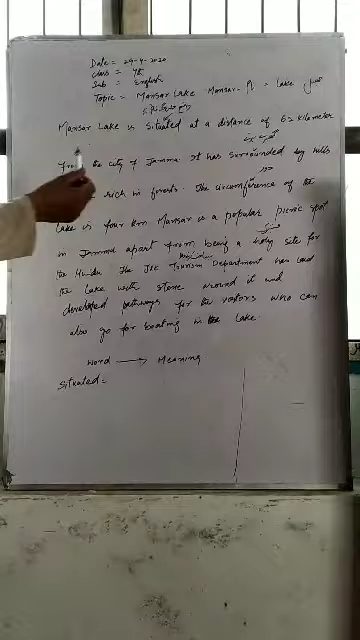 Date = 24-4-2020
Class = 7th
Sub = English
Topic = Mansar Lake Mansar = Lake
Mansar Lake is situated at a distance of 62 kilometer
from the city of Jammu. It has surrounded by hills
rich in forests. The circumference of the
lake is four km Mansar is a popular picnic spot
in Jammu apart from being a holy site for
the Hindu. The J&K Tourism Department has laid
the Lake with stone around it and
developed pathways for the vastors who can
also go for boating in the Lake.
Word → Meaning
Situated =